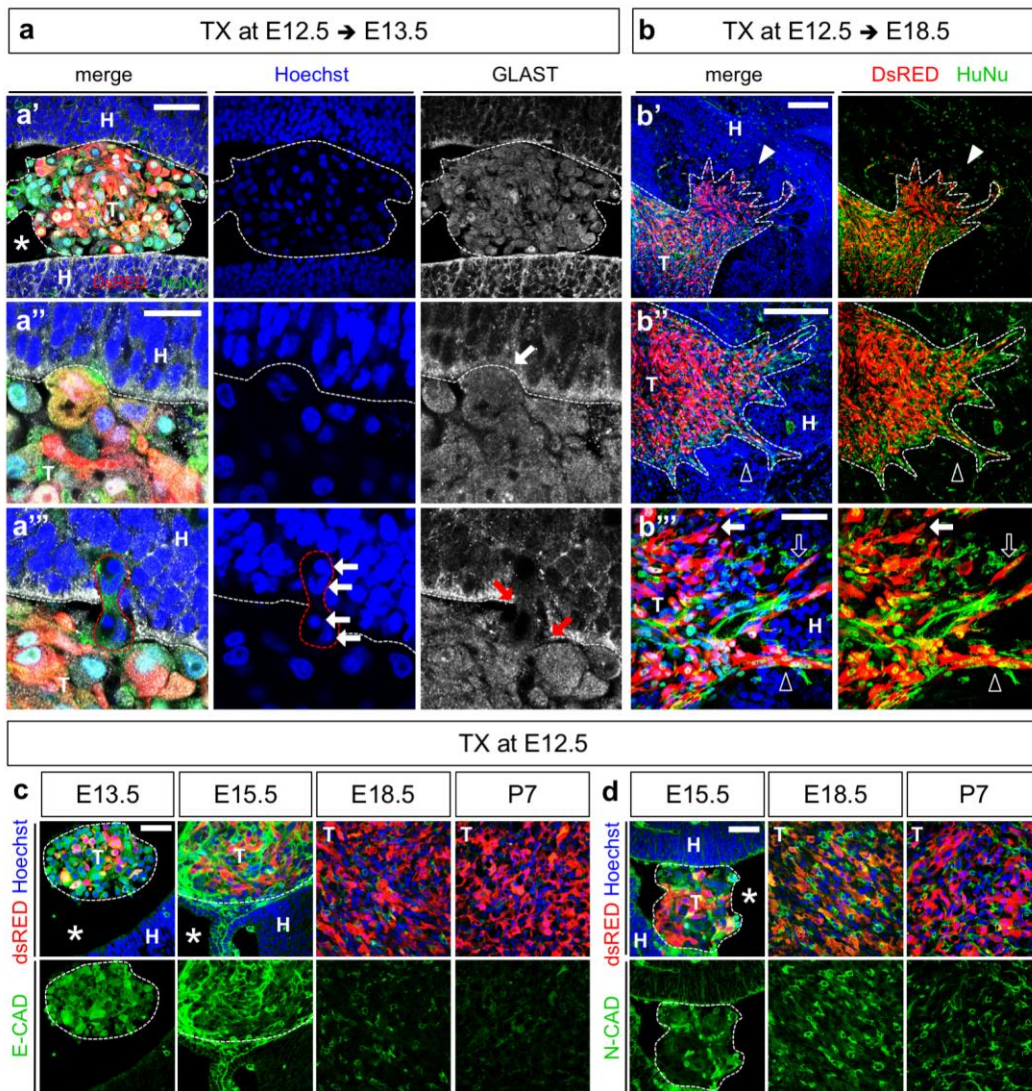 a
TX at E12.5 ➔ E13.5
b
TX at E12.5 ➔ E18.5
merge Hoechst GLAST
merge DsRED HuNu
a'
H
T
*
H
DsRED HuNu
b'
H
T
a''
H
T
b''
T
H
a'''
H
T
b'''
T
H
TX at E12.5
c
E13.5 E15.5 E18.5 P7
d
E15.5 E18.5 P7
dsRED Hoechst
T
*
H
T
*
H
T
T
H
T
*
H
T
T
dsRED Hoechst
E-CAD
N-CAD